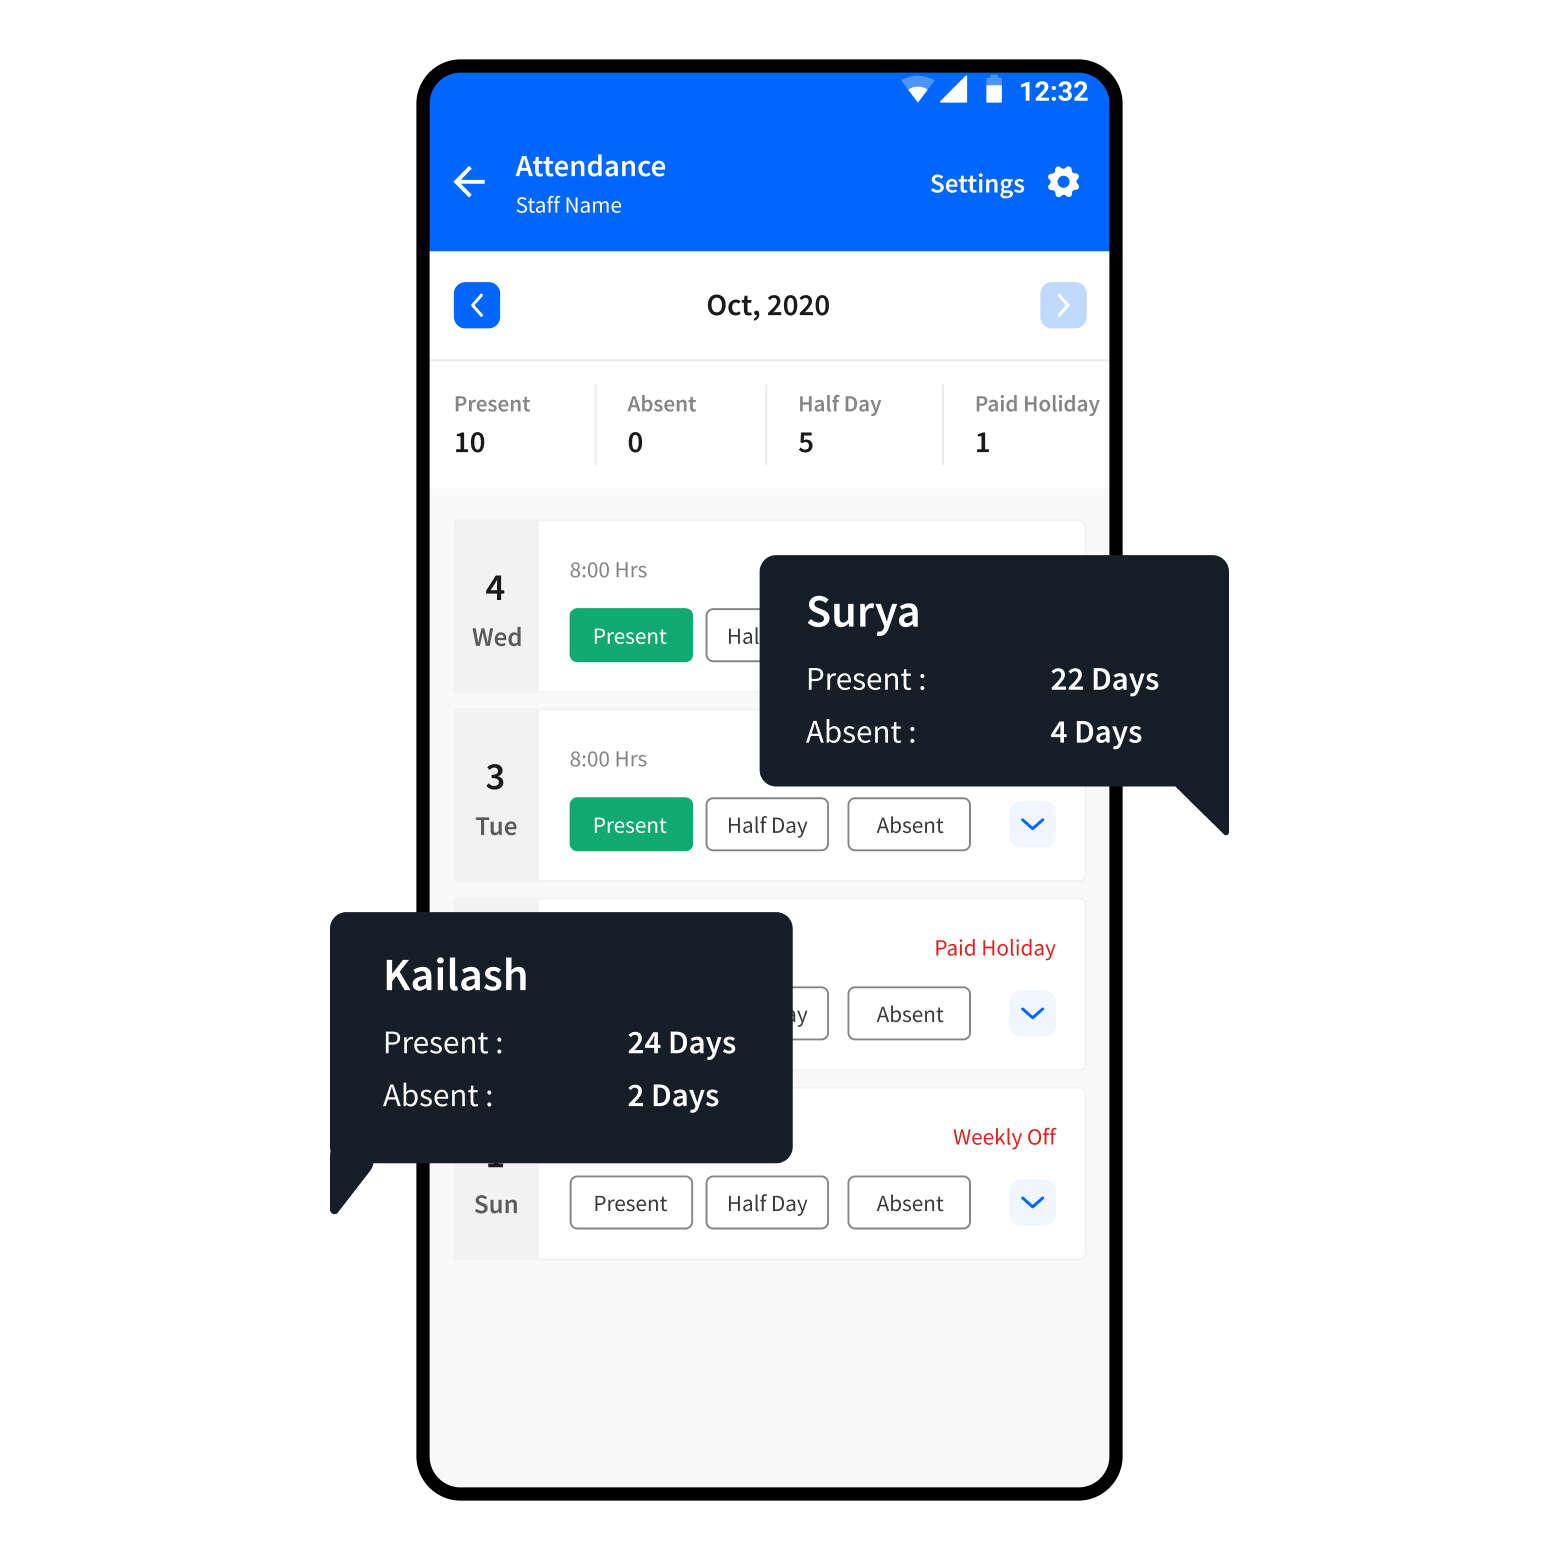 12:32
Attendance
Staff Name
Settings
Oct, 2020
Present
Absent
Half Day
Paid Holiday
10
0
5
1
4
Wed
8:00 Hrs
Present
Hal
Surya
Present : 22 Days
Absent : 4 Days
3
Tue
8:00 Hrs
Present
Half Day
Absent
Kailash
Present : 24 Days
Absent : 2 Days
Paid Holiday
ay
Absent
Weekly Off
Sun
Present
Half Day
Absent